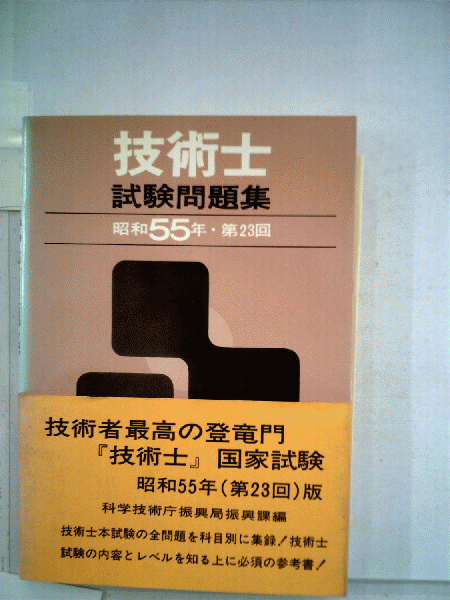 技術士
試験問題集
昭和55年・第23回
技術者最高の登竜門
『技術士』国家試験
昭和55年(第23回)版
科学技術庁振興局振興課編
技術士本試験の全問題を科目別に集録!技術士
試験の内容とレベルを知る上に必須の参考書!